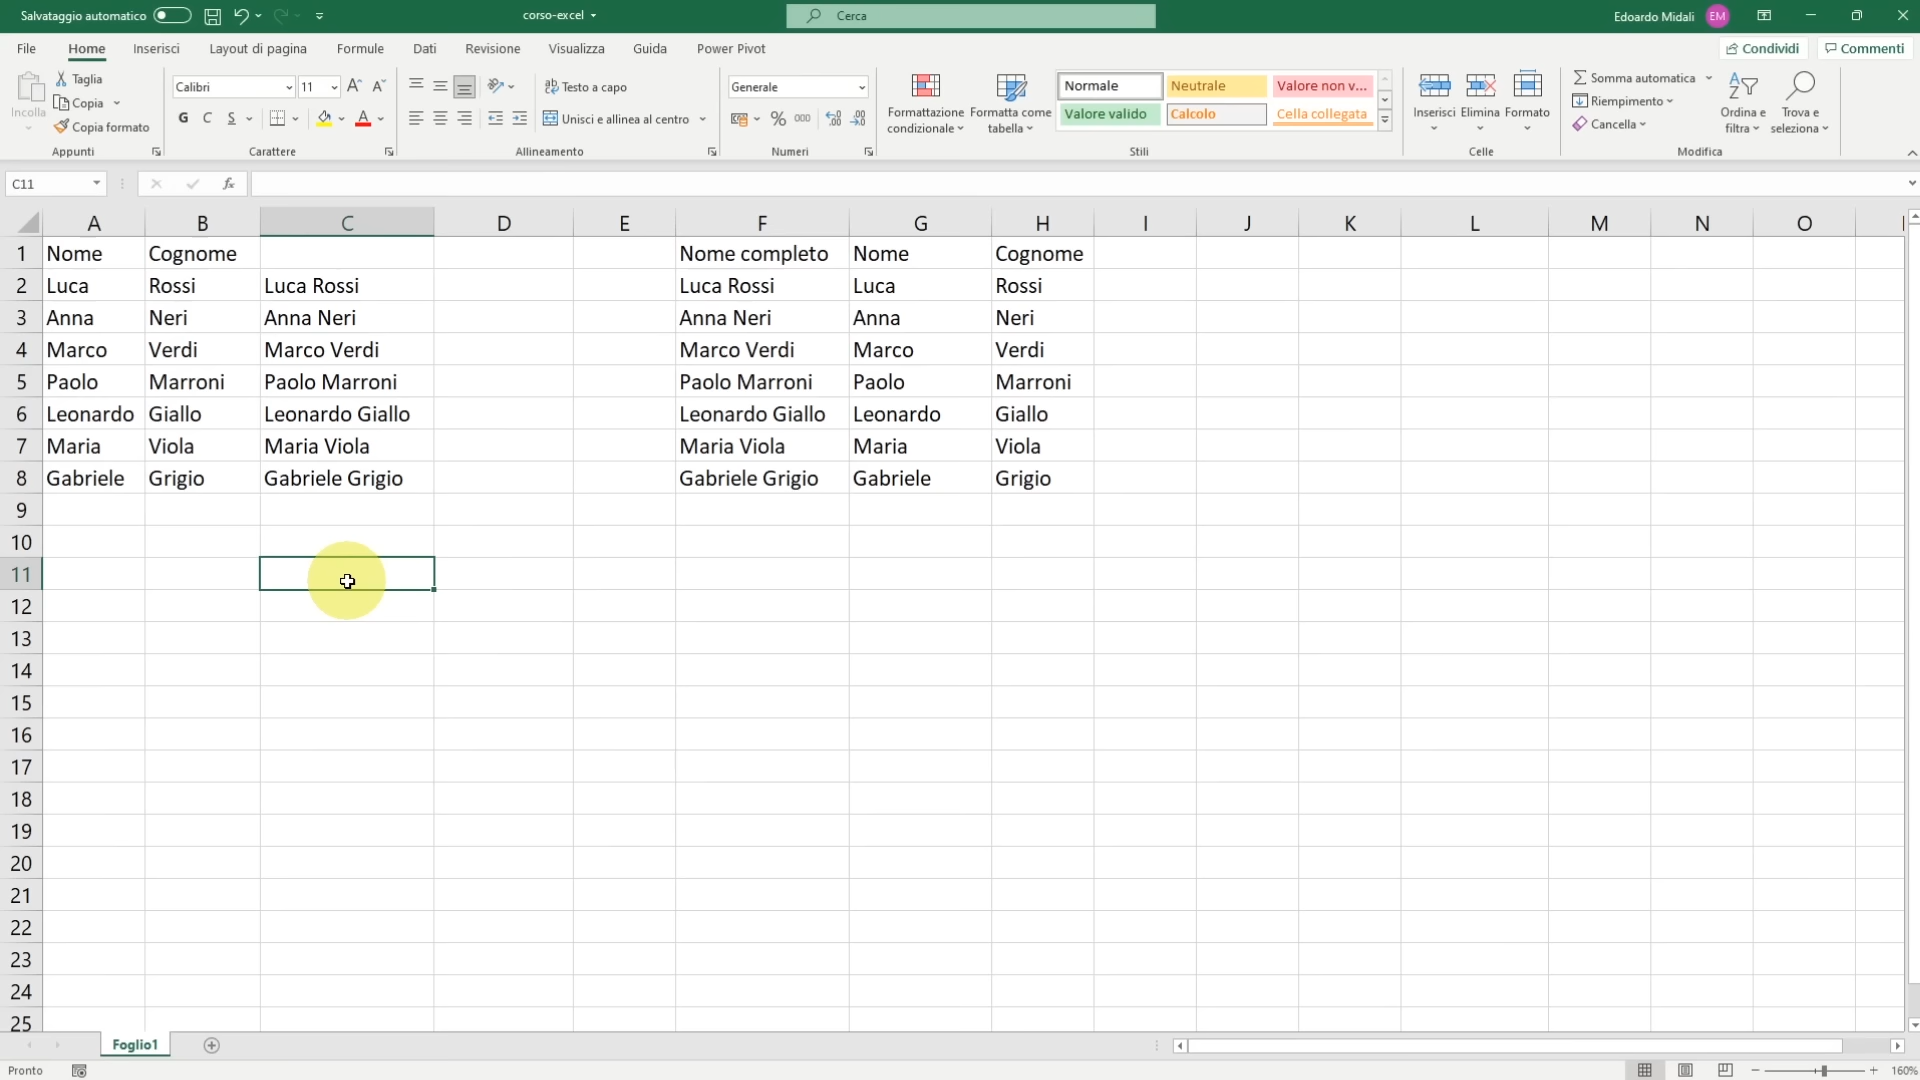 Salvataggio automatico
corso-excel
Cerca
Edoardo Midali
EM
File
Home
Inserisci
Layout di pagina
Formule
Dati
Revisione
Visualizza
Guida
Power Pivot
Condividi
Commenti
Incolla
Taglia
Copia
Copia formato
Appunti
Calibri
11
G C S
Carattere
Testo a capo
Unisci e allinea al centro
Allineamento
Generale
% 000
Numeri
Formattazione condizionale
Formatta come tabella
Normale
Neutrale
Valore non v...
Valore valido
Calcolo
Cella collegata
Stili
Inserisci
Elimina
Formato
Celle
Somma automatica
Riempimento
Cancella
Ordina e filtra
Trova e seleziona
Modifica
C11
fx
A B C D E F G H I J K L M N O
1 Nome Cognome Nome completo Nome Cognome
2 Luca Rossi Luca Rossi Luca Rossi Luca Rossi
3 Anna Neri Anna Neri Anna Neri Anna Neri
4 Marco Verdi Marco Verdi Marco Verdi Marco Verdi
5 Paolo Marroni Paolo Marroni Paolo Marroni Paolo Marroni
6 Leonardo Giallo Leonardo Giallo Leonardo Giallo Leonardo Giallo
7 Maria Viola Maria Viola Maria Viola Maria Viola
8 Gabriele Grigio Gabriele Grigio Gabriele Grigio Gabriele Grigio
9
10
11
12
13
14
15
16
17
18
19
20
21
22
23
24
25
Foglio1
Pronto
160%